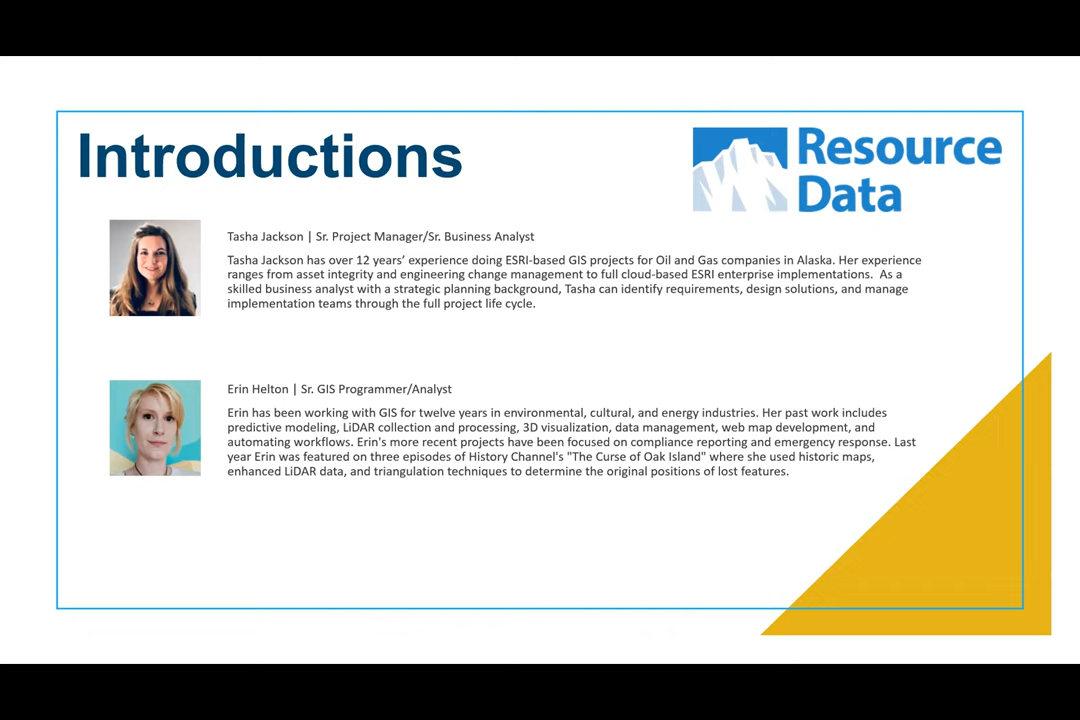 Introductions
Resource
Data
Tasha Jackson | Sr. Project Manager/Sr. Business Analyst
Tasha Jackson has over 12 years’ experience doing ESRI-based GIS projects for Oil and Gas companies in Alaska. Her experience
ranges from asset integrity and engineering change management to full cloud-based ESRI enterprise implementations.  As a
skilled business analyst with a strategic planning background, Tasha can identify requirements, design solutions, and manage
implementation teams through the full project life cycle.
Erin Helton | Sr. GIS Programmer/Analyst
Erin has been working with GIS for twelve years in environmental, cultural, and energy industries. Her past work includes
predictive modeling, LiDAR collection and processing, 3D visualization, data management, web map development, and
automating workflows. Erin's more recent projects have been focused on compliance reporting and emergency response. Last
year Erin was featured on three episodes of History Channel's "The Curse of Oak Island" where she used historic maps,
enhanced LiDAR data, and triangulation techniques to determine the original positions of lost features.